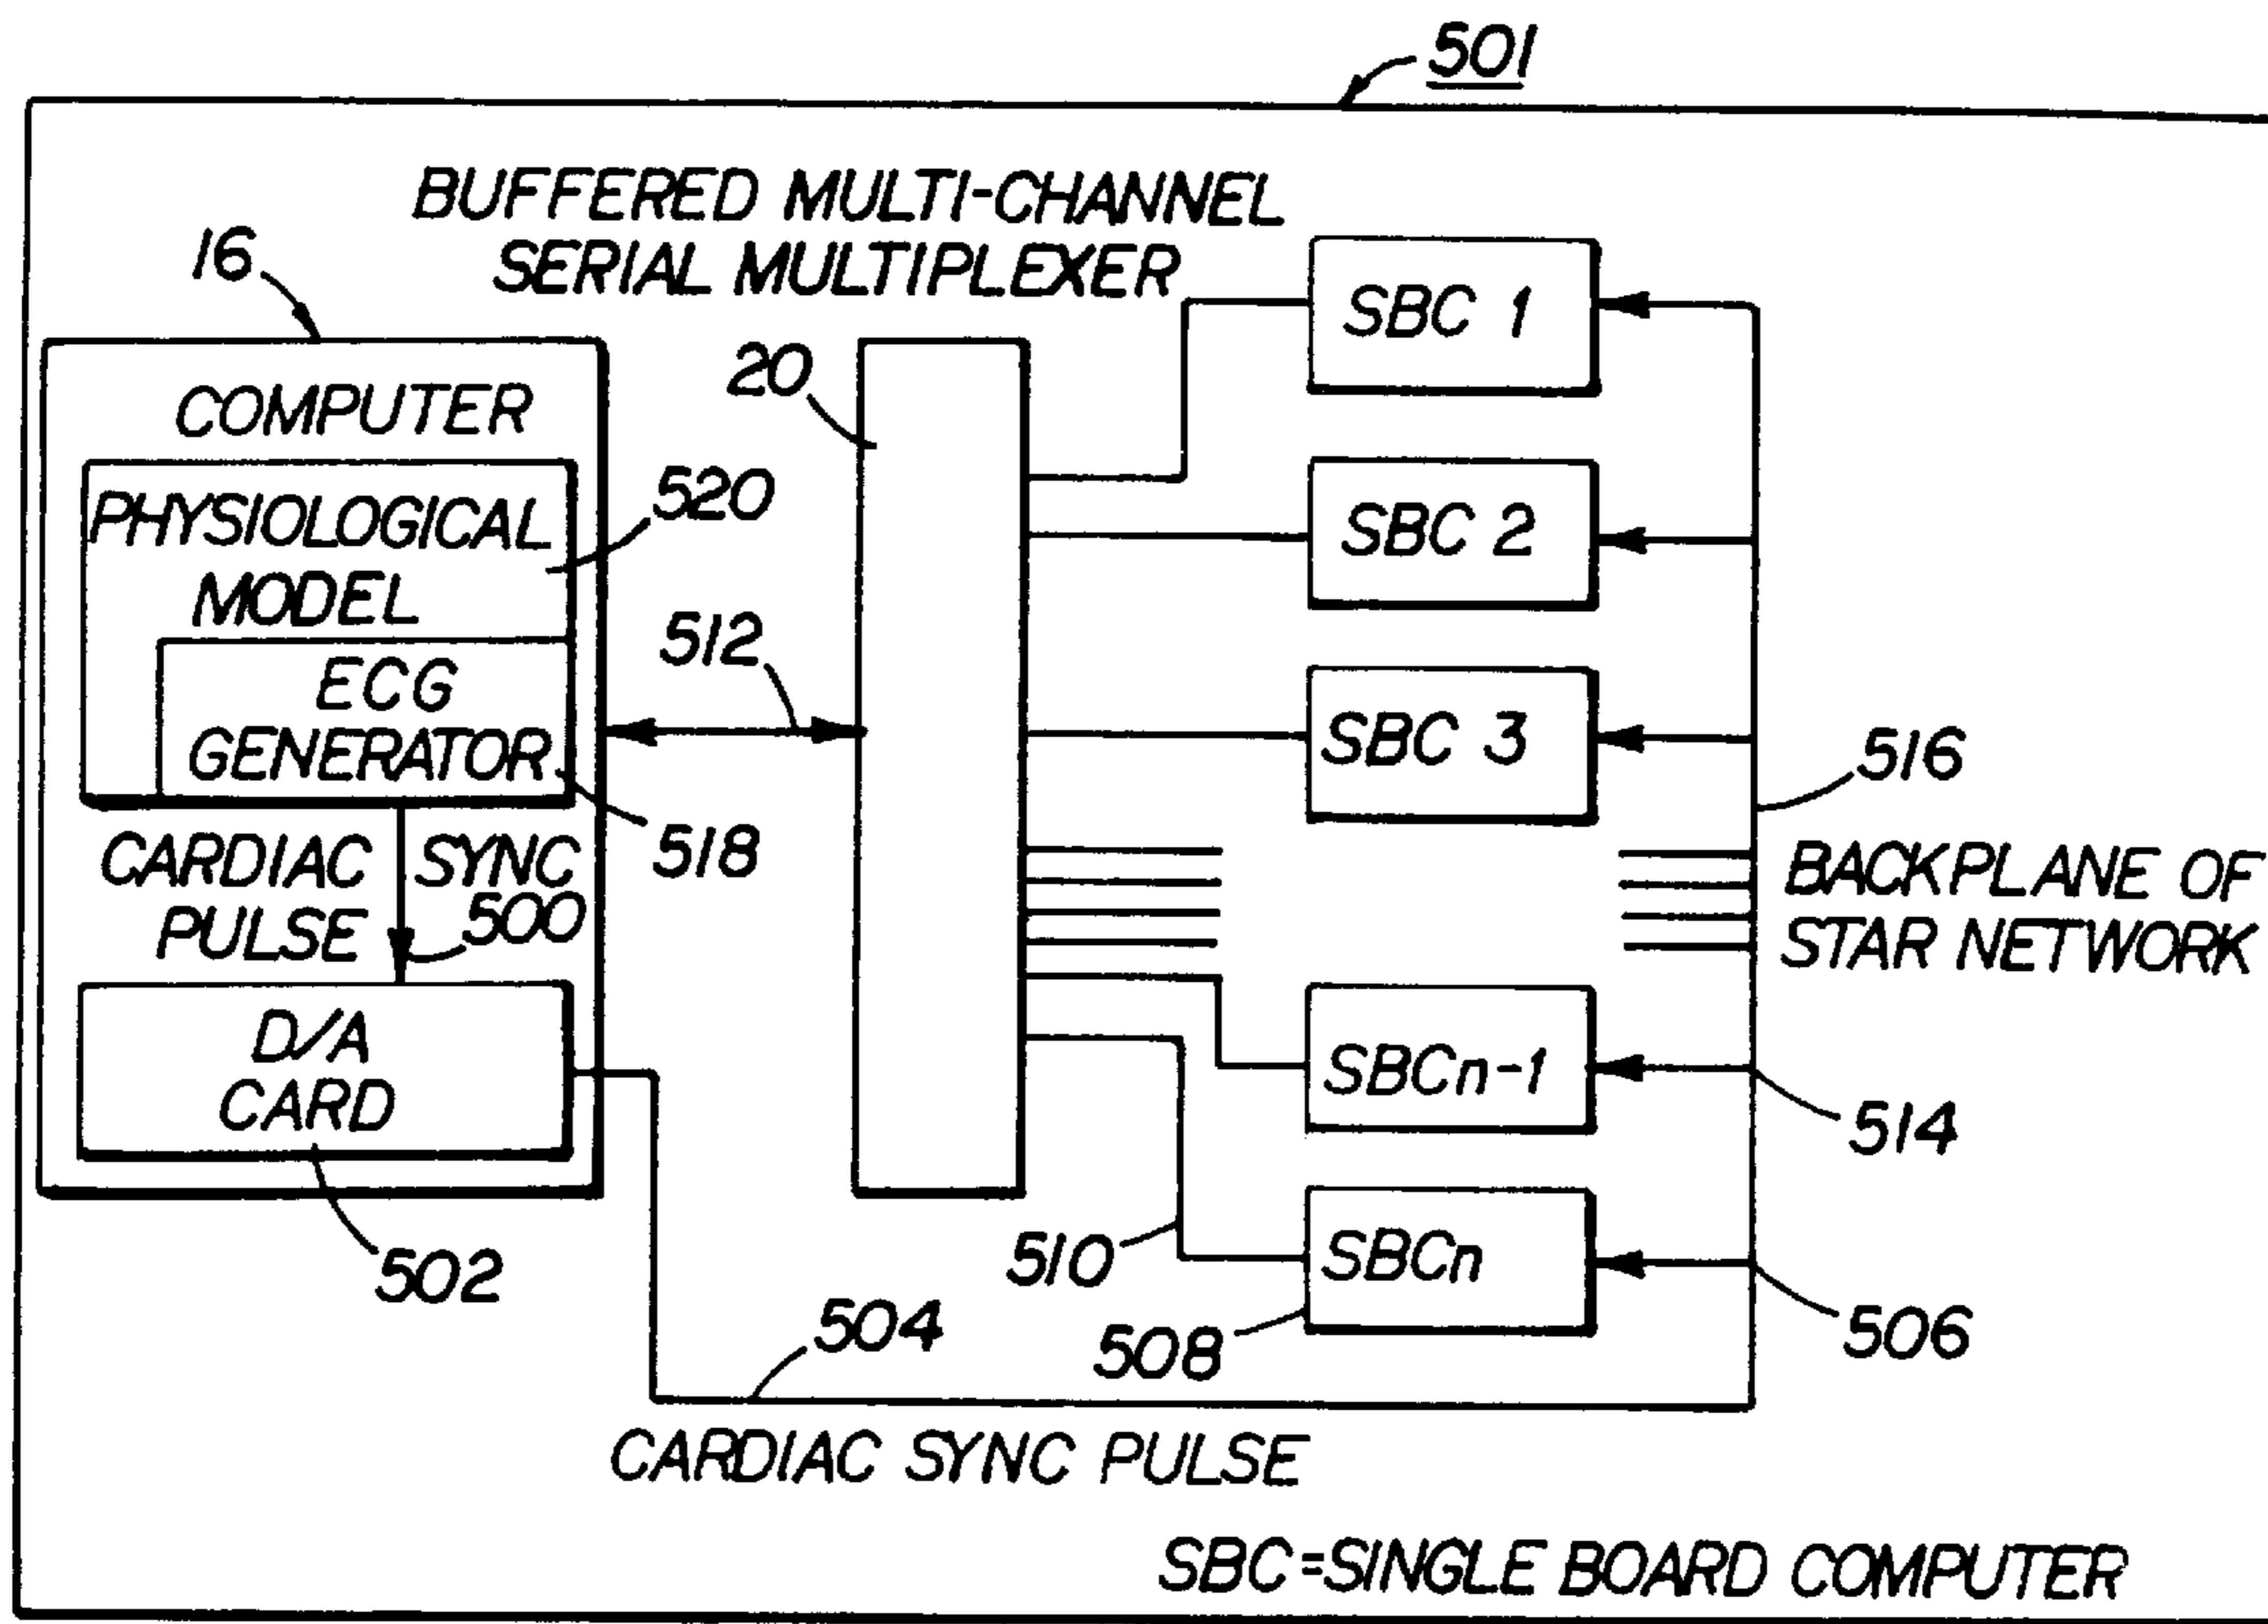 501
BUFFERED MULTI-CHANNEL
SERIAL MULTIPLEXER
16
COMPUTER
PHYSIOLOGICAL
MODEL
520
ECG
GENERATOR
518
CARDIAC SYNC
PULSE 500
D/A
CARD
502
512
20
SBC 1
SBC 2
SBC 3
SBCn-1
SBCn
516
BACKPLANE OF
STAR NETWORK
514
506
510
508
504
CARDIAC SYNC PULSE
SBC=SINGLE BOARD COMPUTER